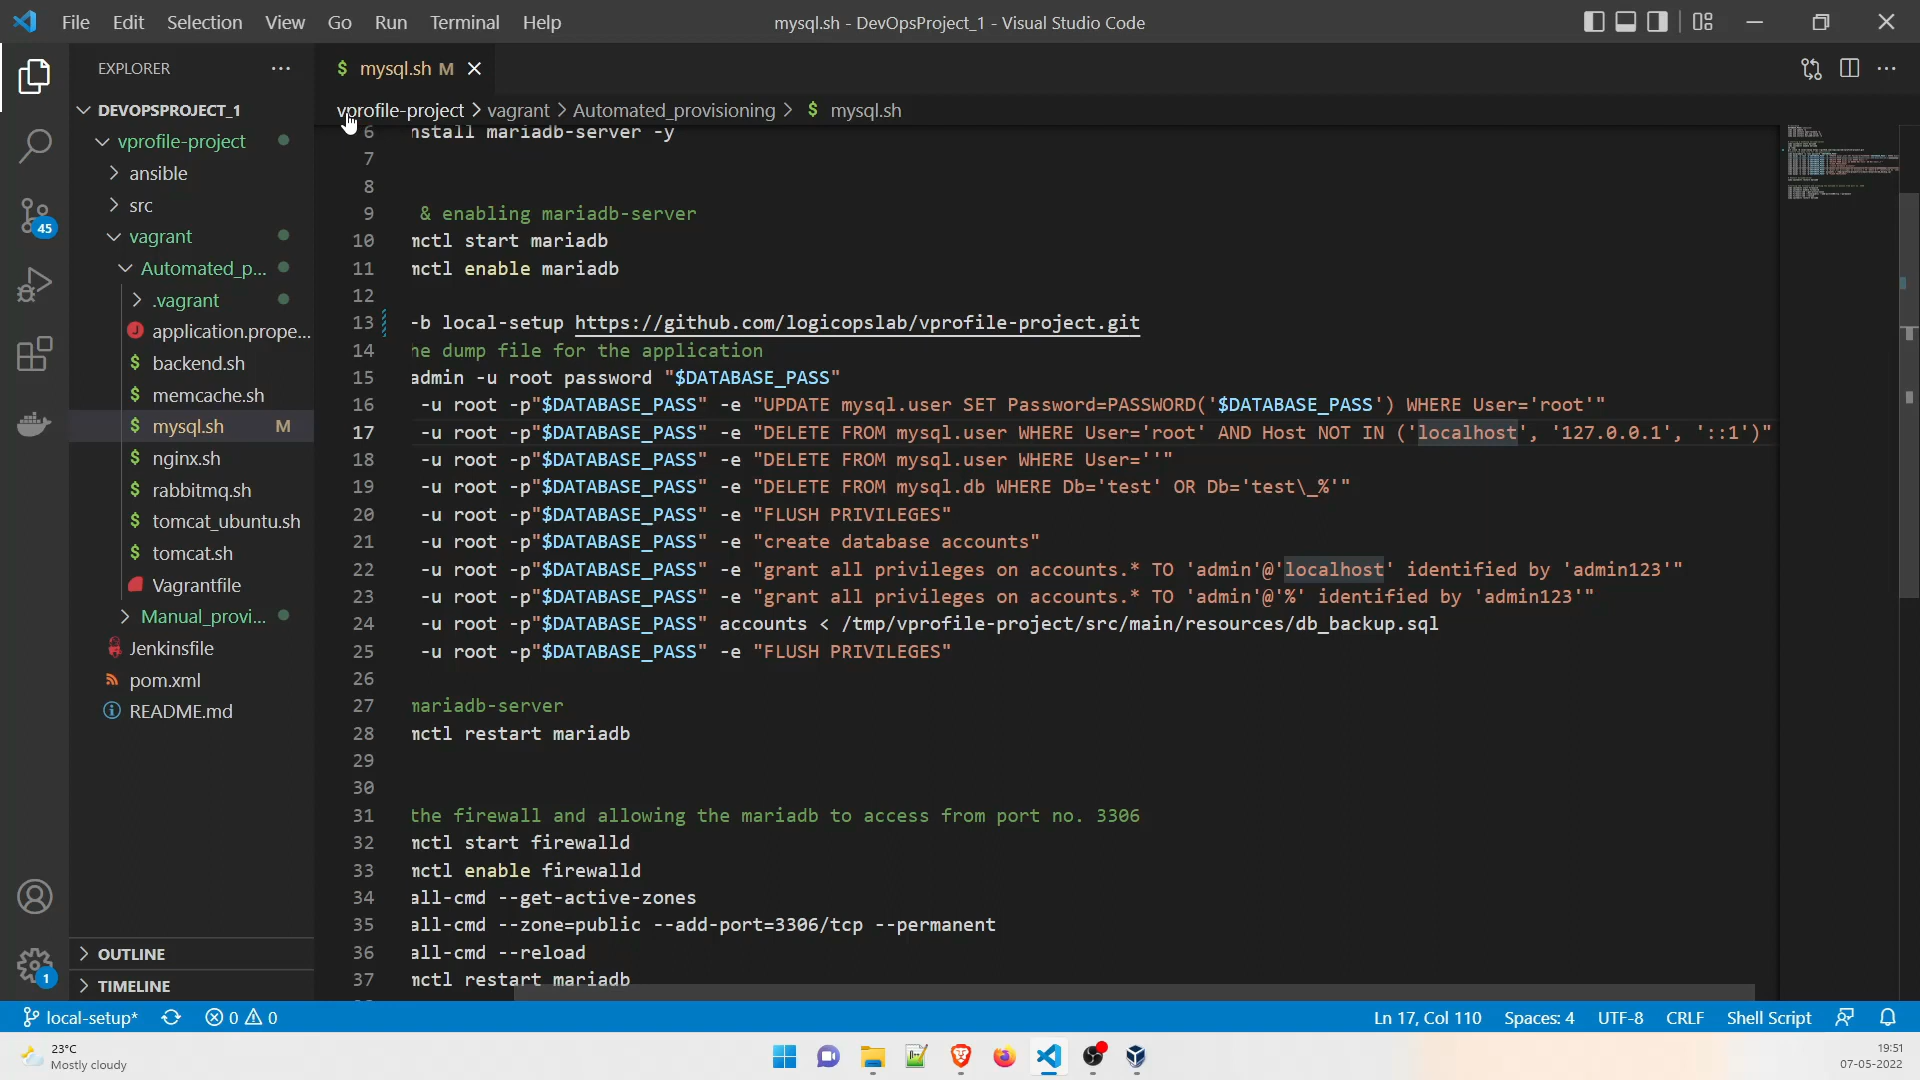 File Edit Selection View Go Run Terminal Help
mysql.sh - DevOpsProject_1 - Visual Studio Code
EXPLORER
DEVOPSPROJECT_1
vprofile-project
ansible
src
vagrant
Automated_p...
.vagrant
application.prope...
backend.sh
memcache.sh
mysql.sh M
nginx.sh
rabbitmq.sh
tomcat_ubuntu.sh
tomcat.sh
Vagrantfile
Manual_provi...
Jenkinsfile
pom.xml
README.md
OUTLINE
TIMELINE
45
1
$ mysql.sh M
vprofile-project > vagrant > Automated_provisioning > $ mysql.sh
6 nstall mariadb-server -y
7
8
9 & enabling mariadb-server
10 mctl start mariadb
11 mctl enable mariadb
12
13 -b local-setup https://github.com/logicopslab/vprofile-project.git
14 he dump file for the application
15 admin -u root password "$DATABASE_PASS"
16 -u root -p"$DATABASE_PASS" -e "UPDATE mysql.user SET Password=PASSWORD('$DATABASE_PASS') WHERE User='root'"
17 -u root -p"$DATABASE_PASS" -e "DELETE FROM mysql.user WHERE User='root' AND Host NOT IN ('localhost', '127.0.0.1', '::1')"
18 -u root -p"$DATABASE_PASS" -e "DELETE FROM mysql.user WHERE User=''"
19 -u root -p"$DATABASE_PASS" -e "DELETE FROM mysql.db WHERE Db='test' OR Db='test\_%'"
20 -u root -p"$DATABASE_PASS" -e "FLUSH PRIVILEGES"
21 -u root -p"$DATABASE_PASS" -e "create database accounts"
22 -u root -p"$DATABASE_PASS" -e "grant all privileges on accounts.* TO 'admin'@'localhost' identified by 'admin123'"
23 -u root -p"$DATABASE_PASS" -e "grant all privileges on accounts.* TO 'admin'@'%' identified by 'admin123'"
24 -u root -p"$DATABASE_PASS" accounts < /tmp/vprofile-project/src/main/resources/db_backup.sql
25 -u root -p"$DATABASE_PASS" -e "FLUSH PRIVILEGES"
26
27 mariadb-server
28 mctl restart mariadb
29
30
31 the firewall and allowing the mariadb to access from port no. 3306
32 mctl start firewalld
33 mctl enable firewalld
34 all-cmd --get-active-zones
35 all-cmd --zone=public --add-port=3306/tcp --permanent
36 all-cmd --reload
37 mctl restart mariadb
local-setup* 0 0
Ln 17, Col 110 Spaces: 4 UTF-8 CRLF Shell Script
23°C
Mostly cloudy
19:51
07-05-2022